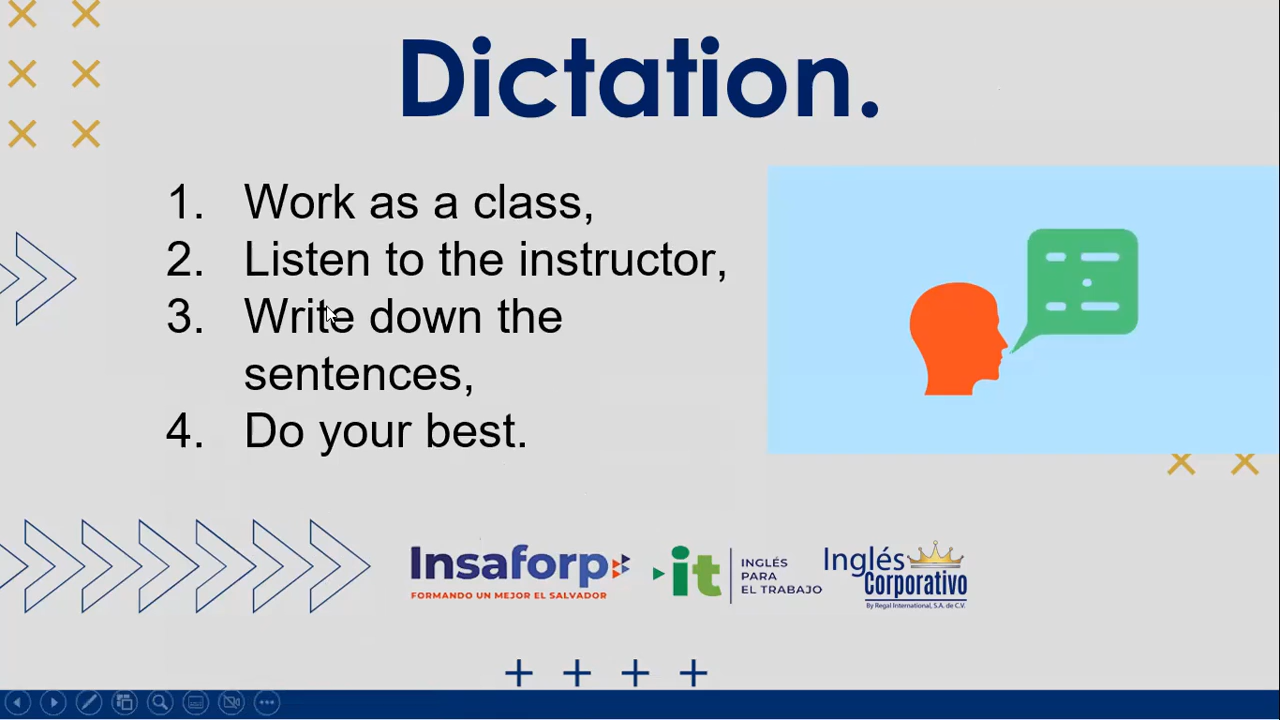 Dictation.
1. Work as a class,
2. Listen to the instructor,
3. Write down the
sentences,
4. Do your best.
Insaforp
FORMANDO UN MEJOR EL SALVADOR
it
INGLÉS
PARA
EL TRABAJO
Inglés
Corporativo
By Regal International, S.A. de C.V.